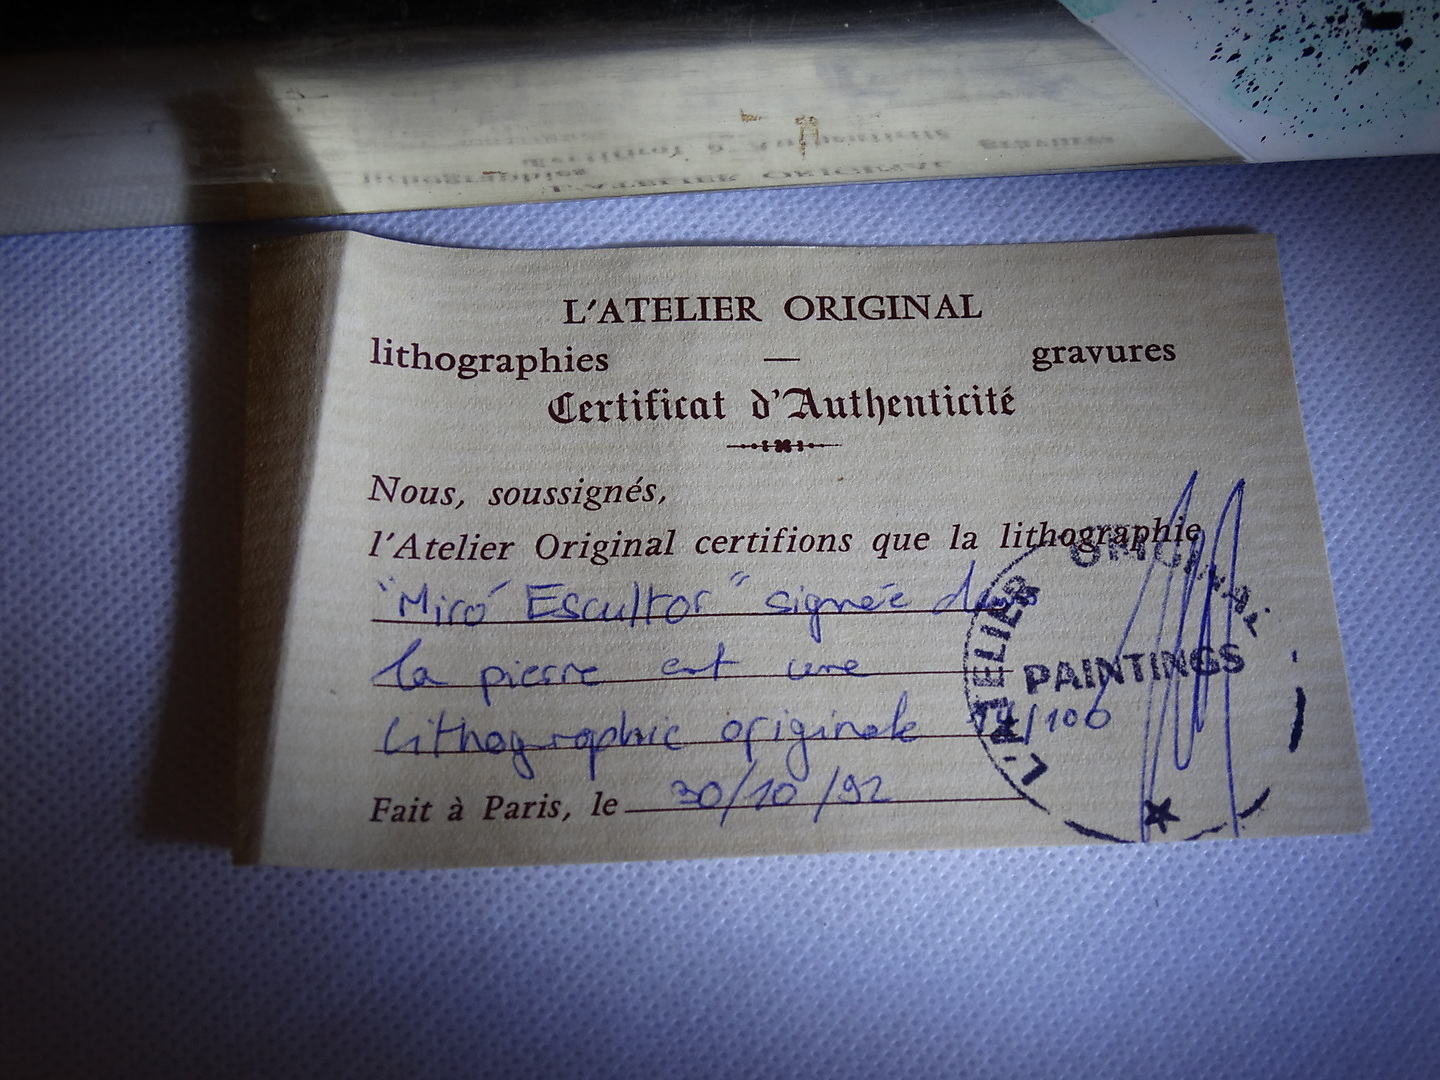 L'ATELIER ORIGINAL
lithographies — gravures
Certificat d'Authenticité
Nous, soussignés,
l'Atelier Original certifions que la lithographie
"Miró Escultor" signée dans
la pierre est une
Lithographie originale /100
Fait à Paris, le 30/10/92
L'ATELIER ORIGINAL
PAINTINGS